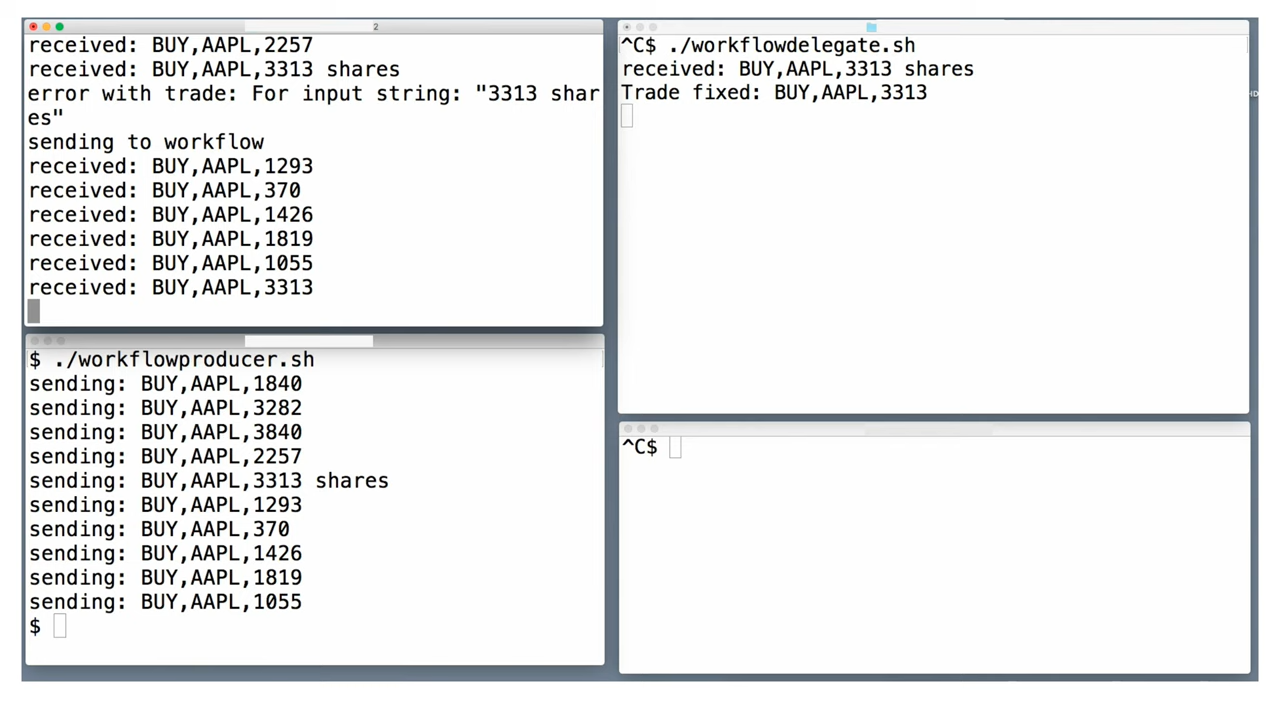 2
received: BUY,AAPL,2257
received: BUY,AAPL,3313 shares
error with trade: For input string: "3313 shar
es"
sending to workflow
received: BUY,AAPL,1293
received: BUY,AAPL,370
received: BUY,AAPL,1426
received: BUY,AAPL,1819
received: BUY,AAPL,1055
received: BUY,AAPL,3313
$ ./workflowproducer.sh
sending: BUY,AAPL,1840
sending: BUY,AAPL,3282
sending: BUY,AAPL,3840
sending: BUY,AAPL,2257
sending: BUY,AAPL,3313 shares
sending: BUY,AAPL,1293
sending: BUY,AAPL,370
sending: BUY,AAPL,1426
sending: BUY,AAPL,1819
sending: BUY,AAPL,1055
$
^C$ ./workflowdelegate.sh
received: BUY,AAPL,3313 shares
Trade fixed: BUY,AAPL,3313
HD
^C$